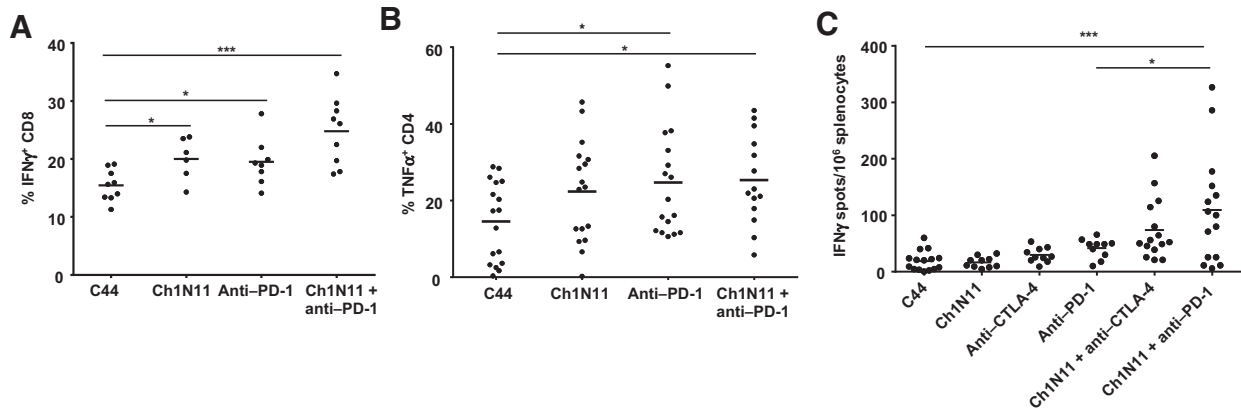 A
% IFNγ+ CD8
40
30
20
10
0
***
*
*
C44
Ch1N11
Anti–PD-1
Ch1N11 +
anti–PD-1
B
% TNFα+ CD4
60
40
20
0
*
*
C44
Ch1N11
Anti–PD-1
Ch1N11 +
anti–PD-1
C
IFNγ spots/10⁶ splenocytes
400
300
200
100
0
***
*
C44
Ch1N11
Anti–CTLA-4
Anti–PD-1
Ch1N11 + anti–CTLA-4
Ch1N11 + anti–PD-1